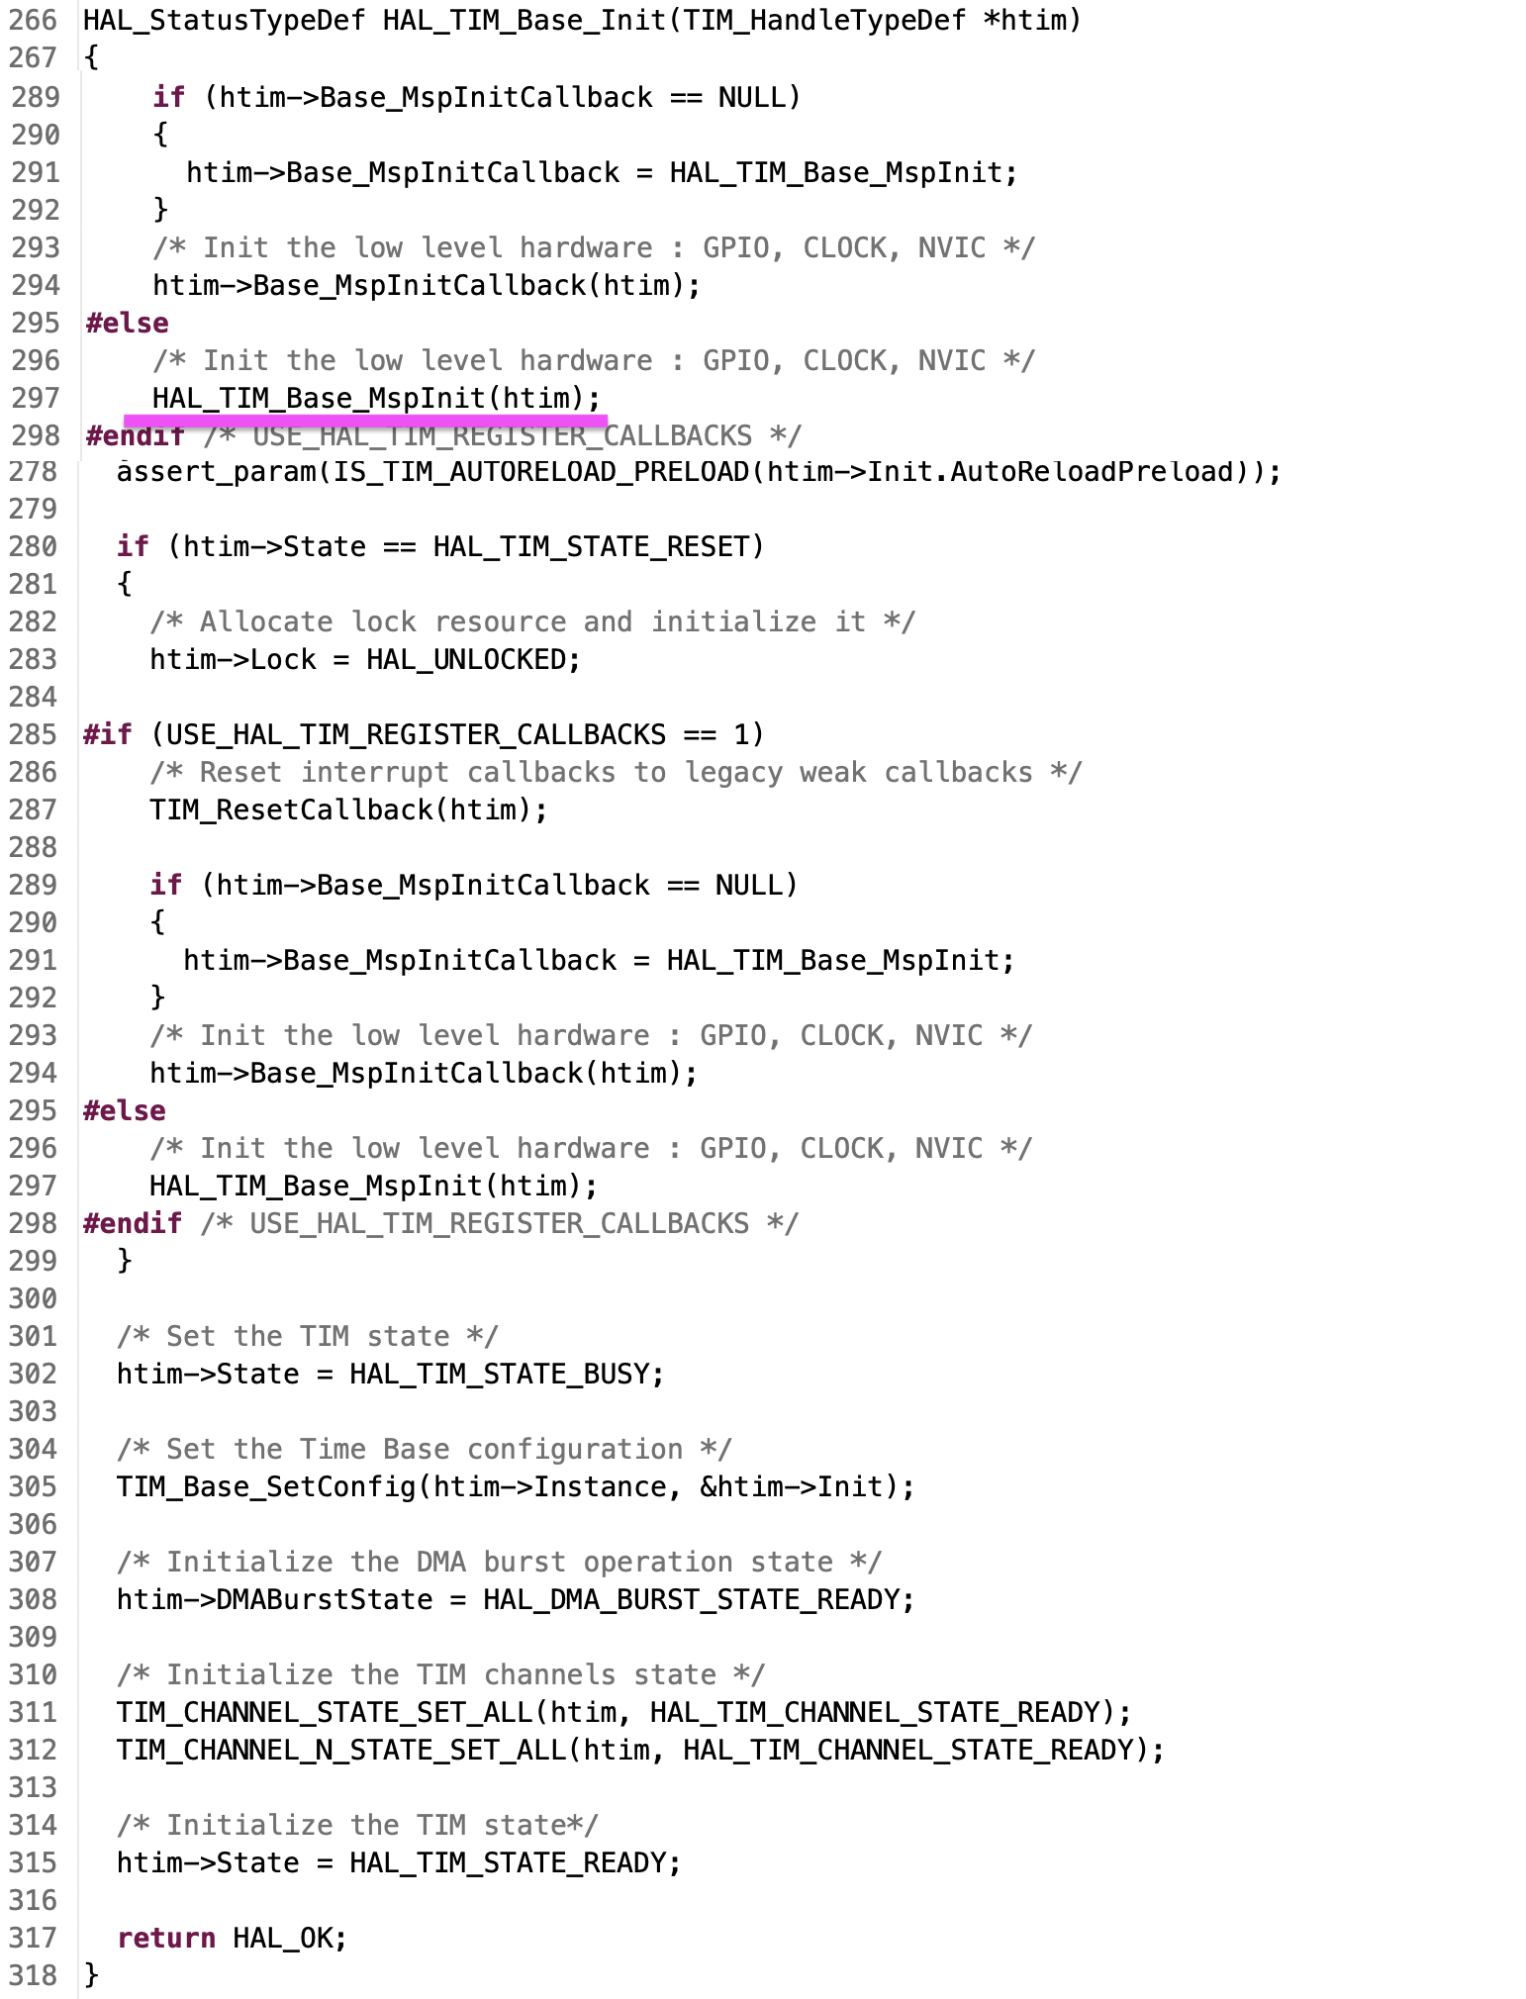 266 HAL_StatusTypeDef HAL_TIM_Base_Init(TIM_HandleTypeDef *htim)
267 {
289     if (htim->Base_MspInitCallback == NULL)
290     {
291       htim->Base_MspInitCallback = HAL_TIM_Base_MspInit;
292     }
293     /* Init the low level hardware : GPIO, CLOCK, NVIC */
294     htim->Base_MspInitCallback(htim);
295 #else
296     /* Init the low level hardware : GPIO, CLOCK, NVIC */
297     HAL_TIM_Base_MspInit(htim);
298 #endif /* USE_HAL_TIM_REGISTER_CALLBACKS */
278   assert_param(IS_TIM_AUTORELOAD_PRELOAD(htim->Init.AutoReloadPreload));
279
280   if (htim->State == HAL_TIM_STATE_RESET)
281   {
282     /* Allocate lock resource and initialize it */
283     htim->Lock = HAL_UNLOCKED;
284
285 #if (USE_HAL_TIM_REGISTER_CALLBACKS == 1)
286     /* Reset interrupt callbacks to legacy weak callbacks */
287     TIM_ResetCallback(htim);
288
289     if (htim->Base_MspInitCallback == NULL)
290     {
291       htim->Base_MspInitCallback = HAL_TIM_Base_MspInit;
292     }
293     /* Init the low level hardware : GPIO, CLOCK, NVIC */
294     htim->Base_MspInitCallback(htim);
295 #else
296     /* Init the low level hardware : GPIO, CLOCK, NVIC */
297     HAL_TIM_Base_MspInit(htim);
298 #endif /* USE_HAL_TIM_REGISTER_CALLBACKS */
299   }
300
301   /* Set the TIM state */
302   htim->State = HAL_TIM_STATE_BUSY;
303
304   /* Set the Time Base configuration */
305   TIM_Base_SetConfig(htim->Instance, &htim->Init);
306
307   /* Initialize the DMA burst operation state */
308   htim->DMABurstState = HAL_DMA_BURST_STATE_READY;
309
310   /* Initialize the TIM channels state */
311   TIM_CHANNEL_STATE_SET_ALL(htim, HAL_TIM_CHANNEL_STATE_READY);
312   TIM_CHANNEL_N_STATE_SET_ALL(htim, HAL_TIM_CHANNEL_STATE_READY);
313
314   /* Initialize the TIM state*/
315   htim->State = HAL_TIM_STATE_READY;
316
317   return HAL_OK;
318 }